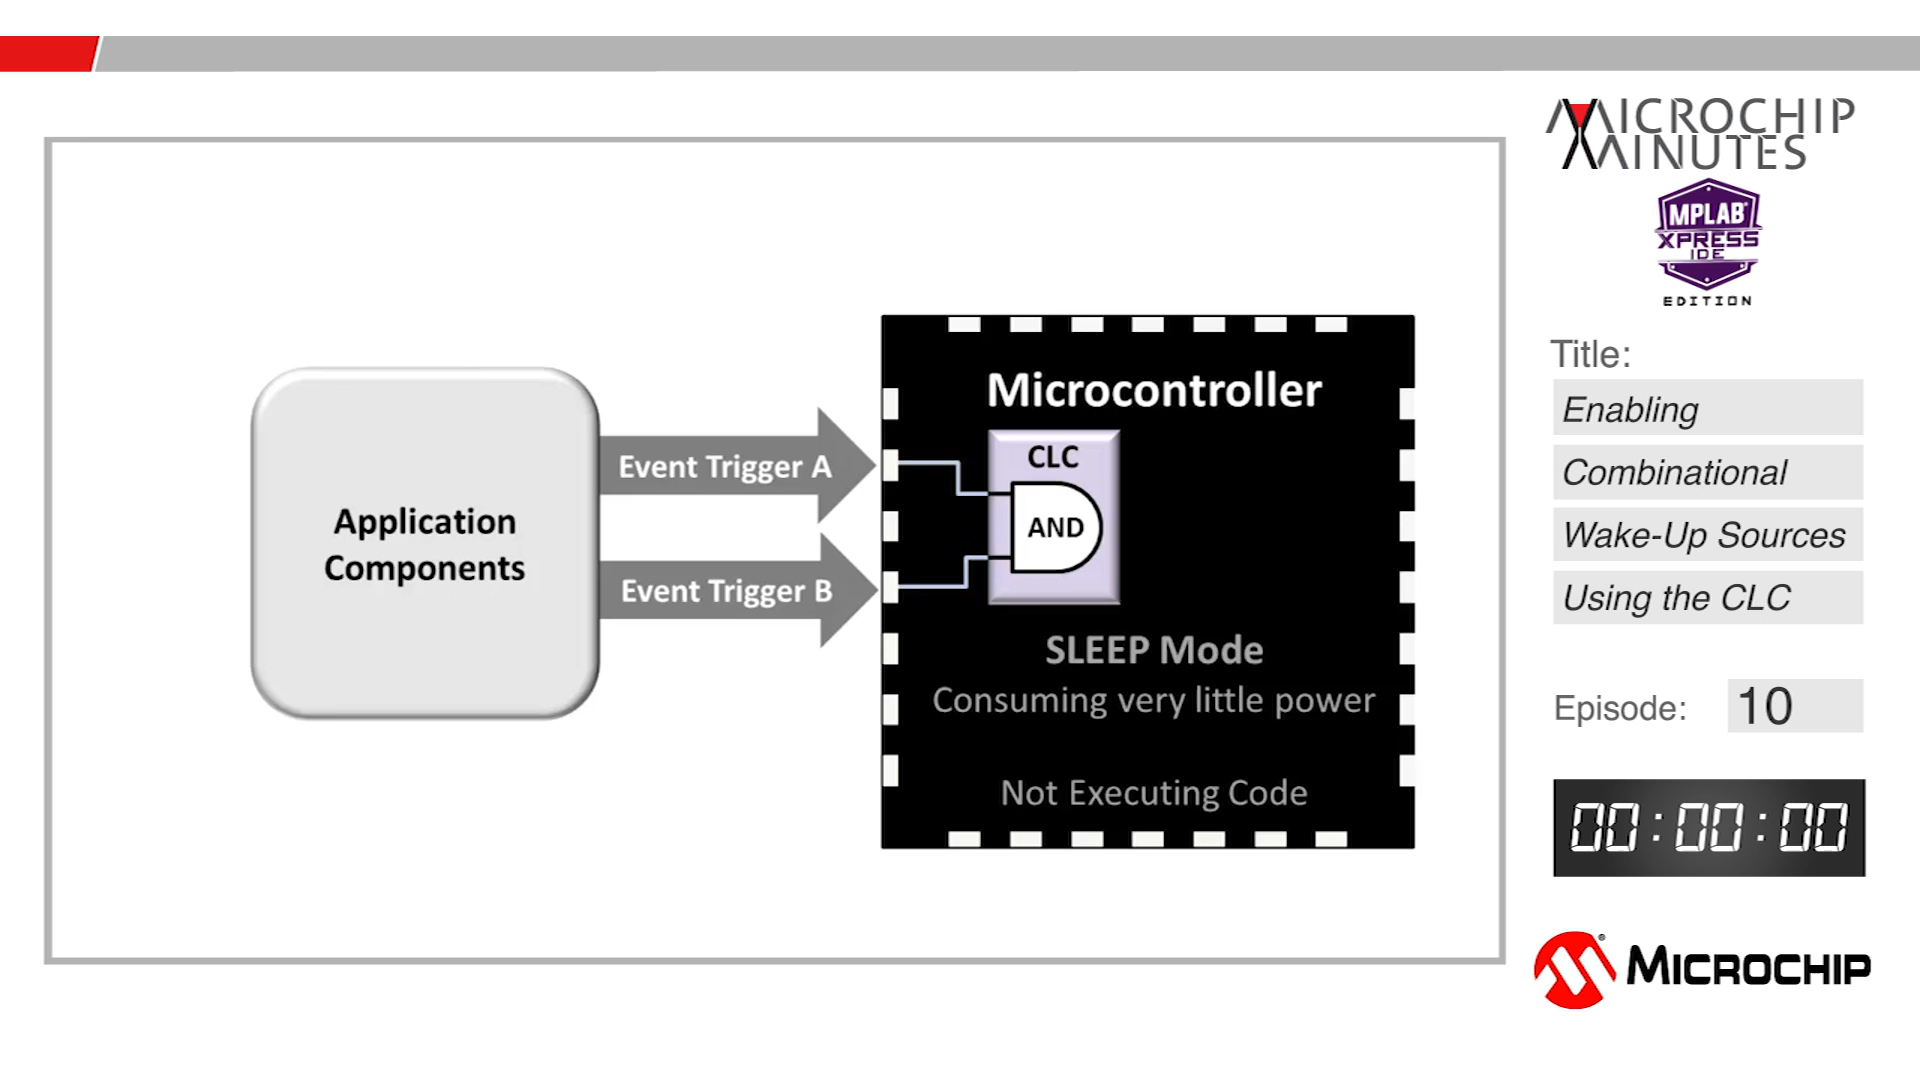 MICROCHIP
MINUTES
MPLAB®
XPRESS
IDE
EDITION
Title:
Enabling
Combinational
Wake-Up Sources
Using the CLC
Episode: 10
00:00:00
MICROCHIP
Application
Components
Event Trigger A
Event Trigger B
Microcontroller
CLC
AND
SLEEP Mode
Consuming very little power
Not Executing Code